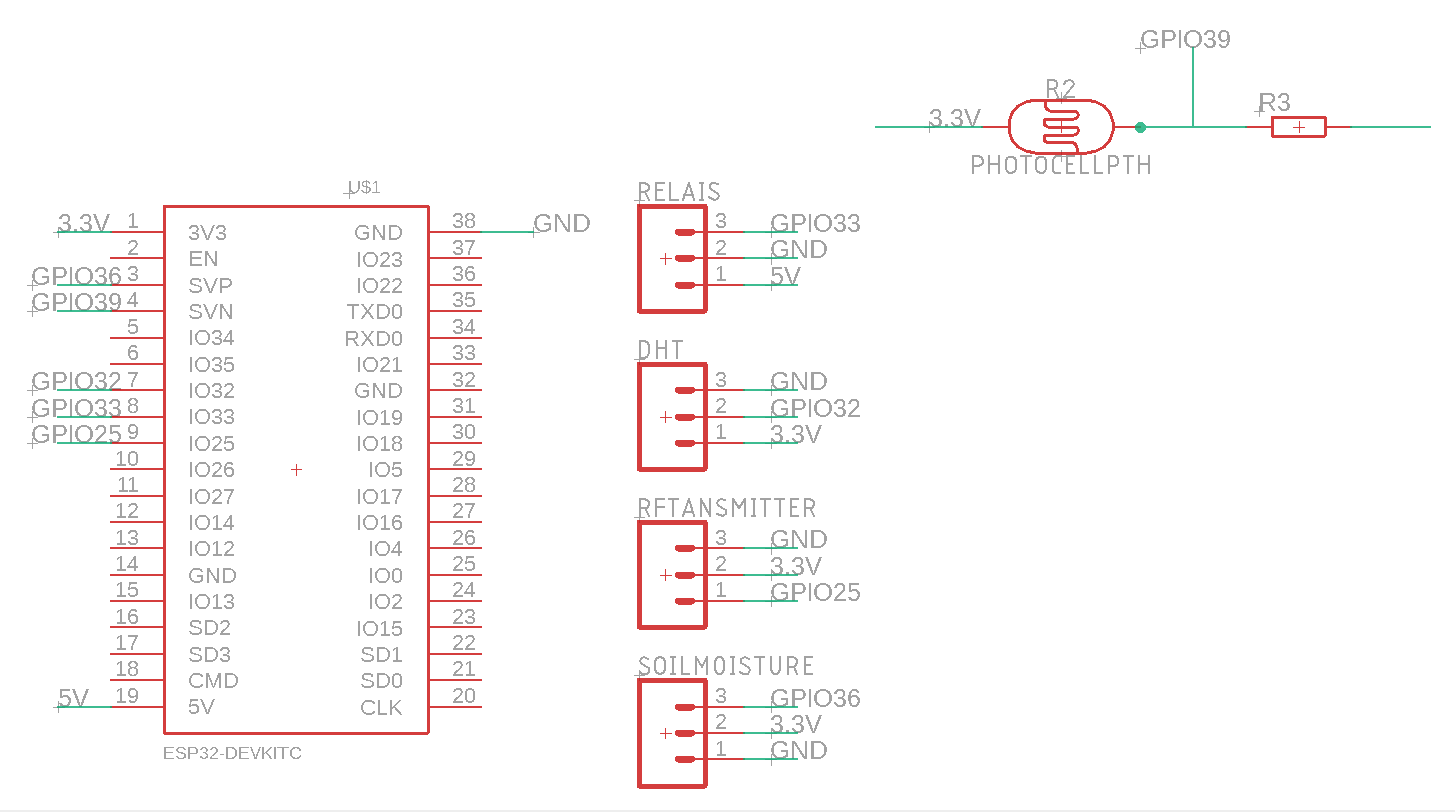 GPIO39
R2
3.3V
R3
PHOTOCELLPTH
U$1
3.3V 1 3V3 GND 38 GND
2 EN IO23 37
GPIO36 3 SVP IO22 36
GPIO39 4 SVN TXD0 35
5 IO34 RXD0 34
6 IO35 IO21 33
GPIO32 7 IO32 GND 32
GPIO33 8 IO33 IO19 31
GPIO25 9 IO25 IO18 30
10 IO26 IO5 29
11 IO27 IO17 28
12 IO14 IO16 27
13 IO12 IO4 26
14 GND IO0 25
15 IO13 IO2 24
16 SD2 IO15 23
17 SD3 SD1 22
18 CMD SD0 21
5V 19 5V CLK 20
ESP32-DEVKITC
RELAIS
3 GPIO33
2 GND
1 5V
DHT
3 GND
2 GPIO32
1 3.3V
RFTANSMITTER
3 GND
2 3.3V
1 GPIO25
SOILMOISTURE
3 GPIO36
2 3.3V
1 GND